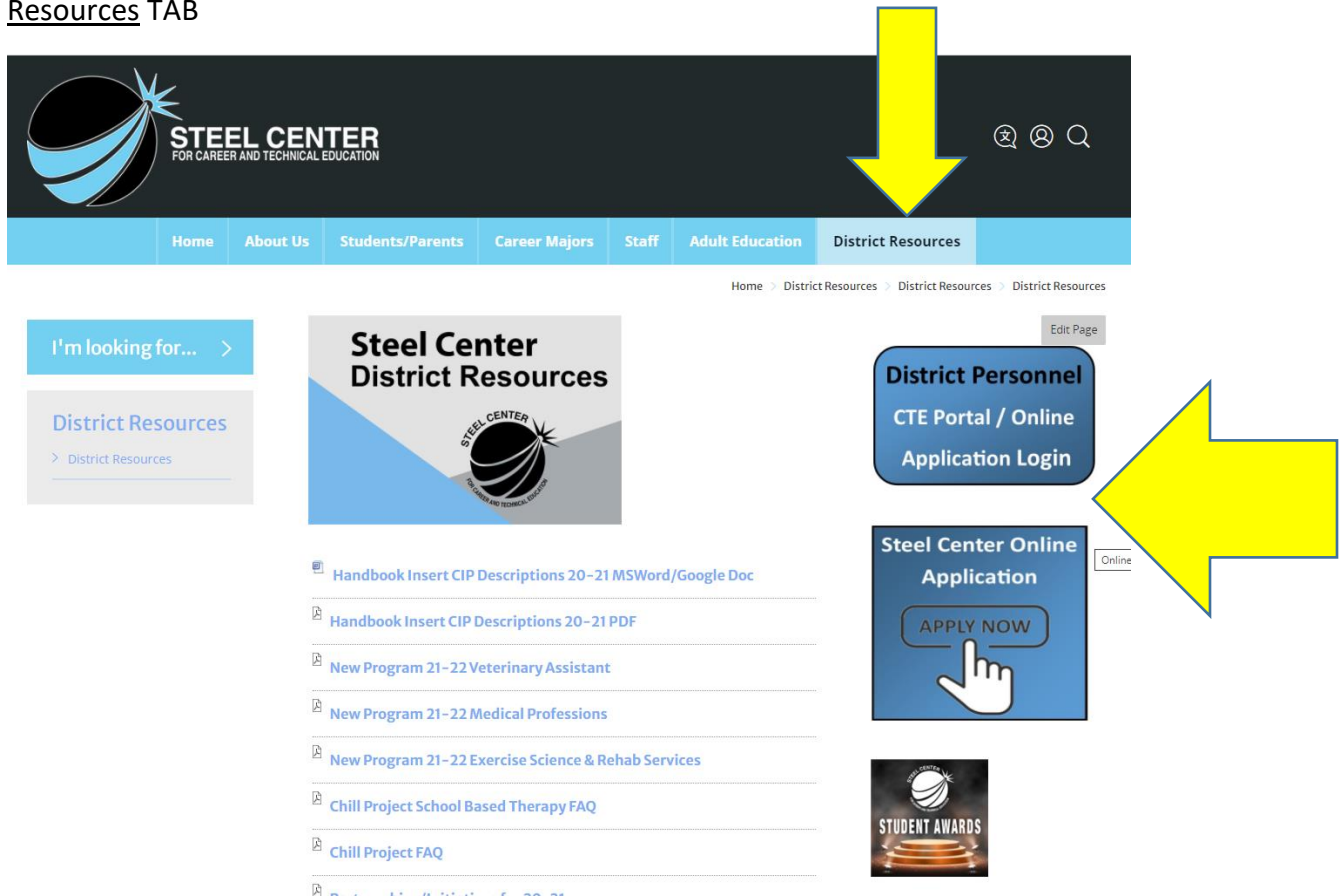 Resources TAB
STEEL CENTER
FOR CAREER AND TECHNICAL EDUCATION
文
Home About Us Students/Parents Career Majors Staff Adult Education District Resources
Home > District Resources > District Resources > District Resources
I'm looking for... >
District Resources
> District Resources
Steel Center
District Resources
STEEL CENTER
FOR CAREER AND TECHNICAL EDUCATION
Handbook Insert CIP Descriptions 20-21 MSWord/Google Doc
Handbook Insert CIP Descriptions 20-21 PDF
New Program 21-22 Veterinary Assistant
New Program 21-22 Medical Professions
New Program 21-22 Exercise Science & Rehab Services
Chill Project School Based Therapy FAQ
Chill Project FAQ
Edit Page
District Personnel
CTE Portal / Online
Application Login
Steel Center Online
Application
APPLY NOW
Online
STEEL CENTER
STUDENT AWARDS